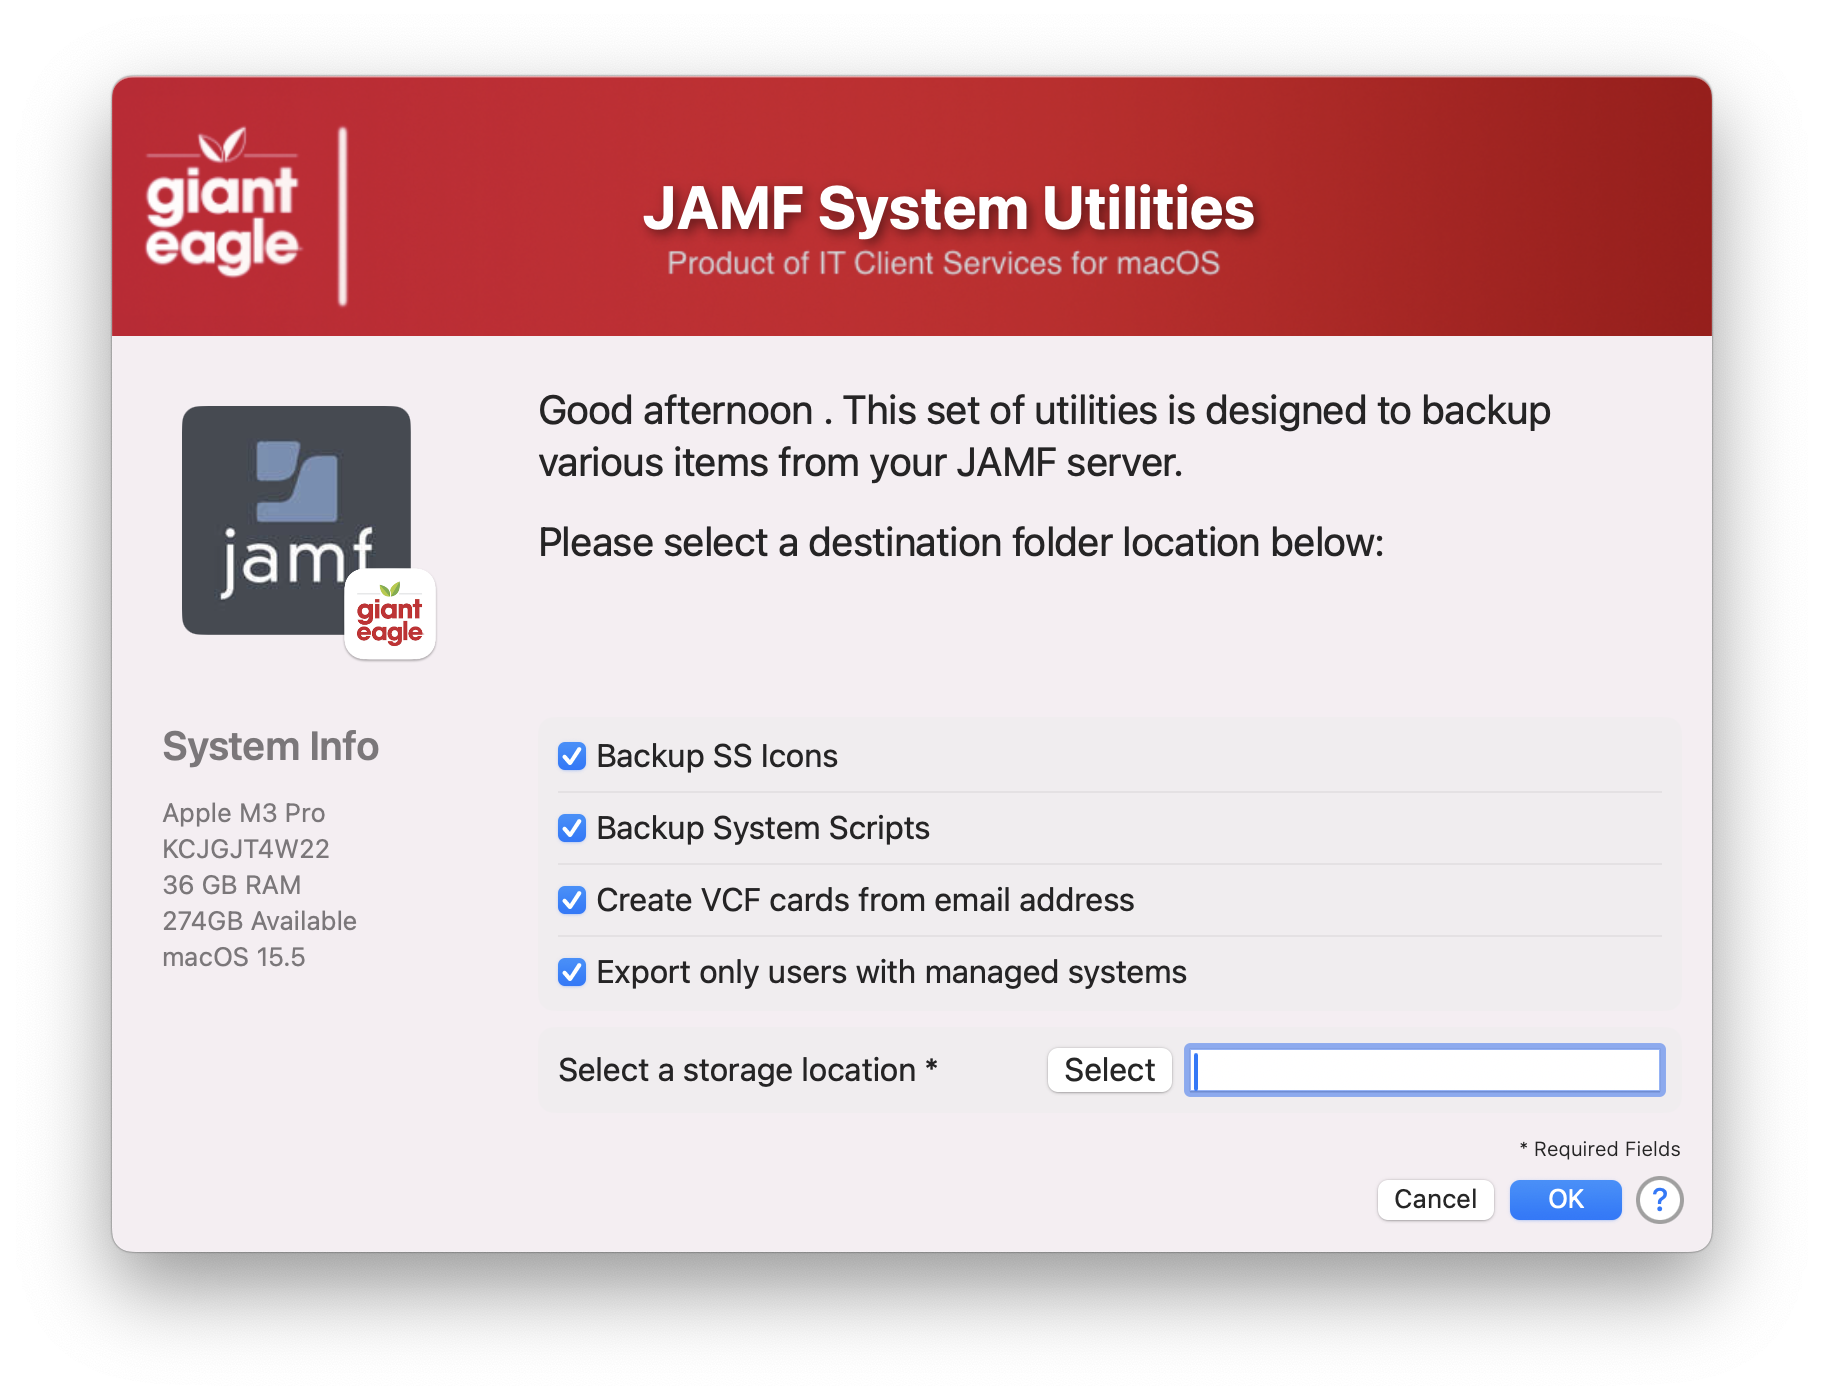 giant
eagle
JAMF System Utilities
Product of IT Client Services for macOS
jamf
giant
eagle
Good afternoon . This set of utilities is designed to backup
various items from your JAMF server.
Please select a destination folder location below:
System Info
Apple M3 Pro
KCJGJT4W22
36 GB RAM
274GB Available
macOS 15.5
Backup SS Icons
Backup System Scripts
Create VCF cards from email address
Export only users with managed systems
Select a storage location *
Select
* Required Fields
Cancel
OK
?